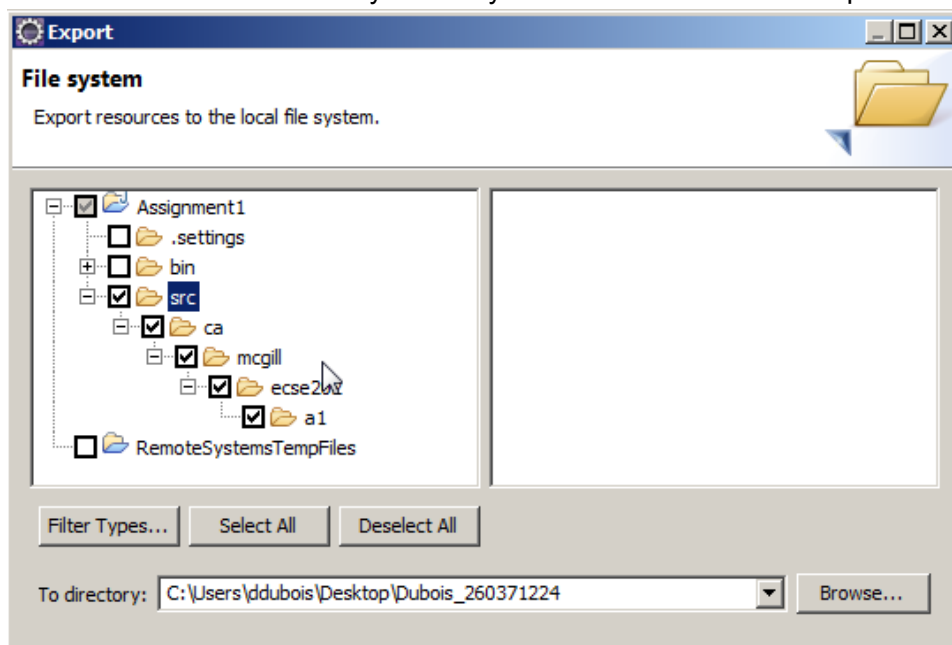 Export
File system
Export resources to the local file system.
Assignment1
.settings
bin
src
ca
mcgill
a1
RemoteSystemsTempFiles
Filter Types...
Select All
Deselect All
To directory:
C:\Users\ddubois\Desktop\Dubois_260371224
Browse...